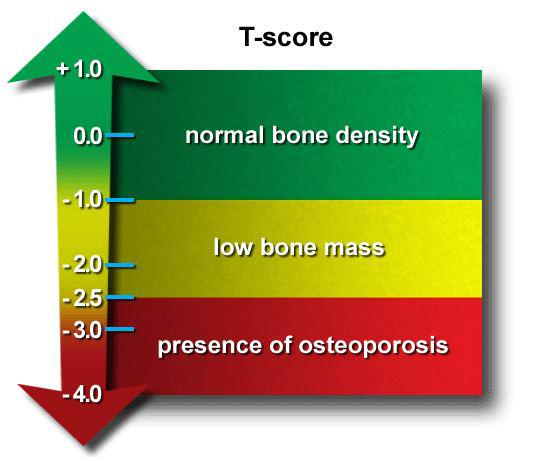 T-score
+1.0
0.0
normal bone density
-1.0
low bone mass
-2.0
-2.5
-3.0
presence of osteoporosis
-4.0